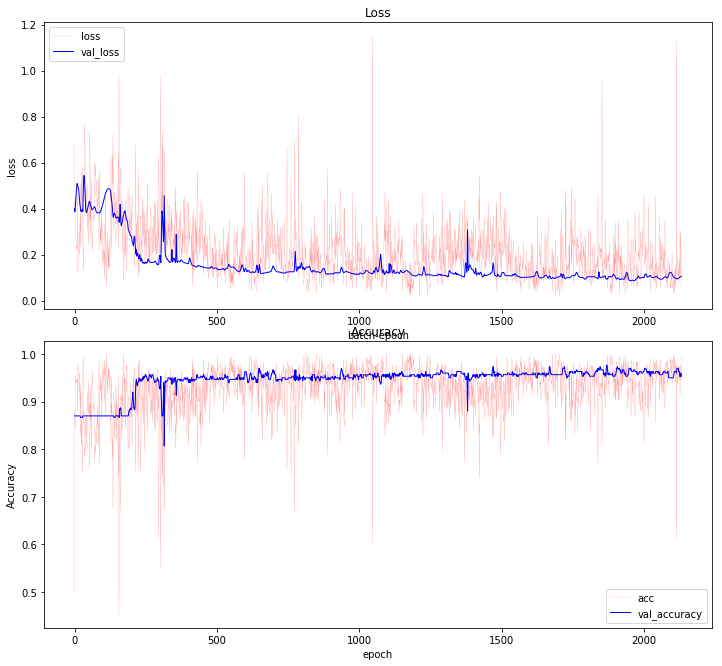 Loss
1.2
1.0
0.8
0.6
0.4
0.2
0.0
loss
loss
val_loss
0 500 1000 1500 2000
batch-epoch
Accuracy
1.0
0.9
0.8
0.7
0.6
0.5
Accuracy
acc
val_accuracy
0 500 1000 1500 2000
epoch